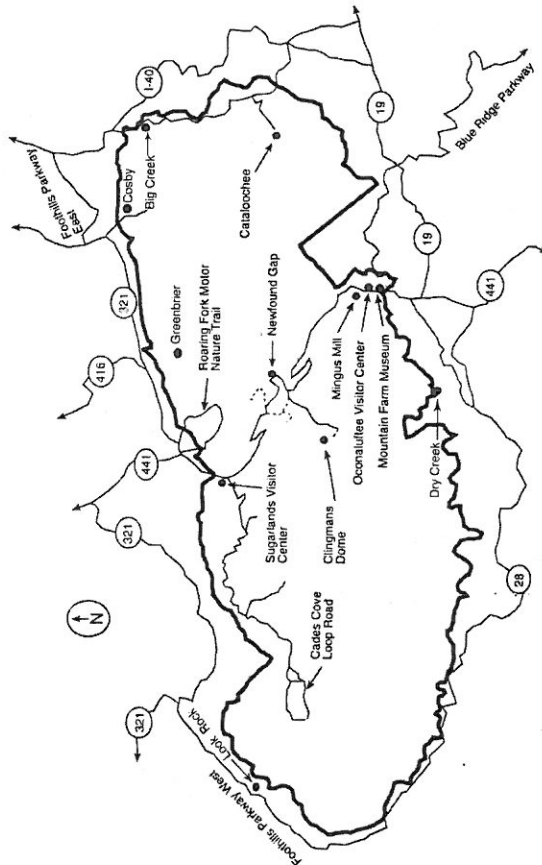 N
321
321
441
416
321
Foothills Parkway
East
I-40
Foothills Parkway West
Look Rock
Cosby
Big Creek
Greenbner
Roaring Fork Motor
Nature Trail
Sugarlands Visitor
Center
Cades Cove
Loop Road
Newfound Gap
Clingmans
Dome
Cataloochee
Mingus Mill
Oconaluftee Visitor Center
Mountain Farm Museum
Dry Creek
19
19
441
28
Blue Ridge Parkway